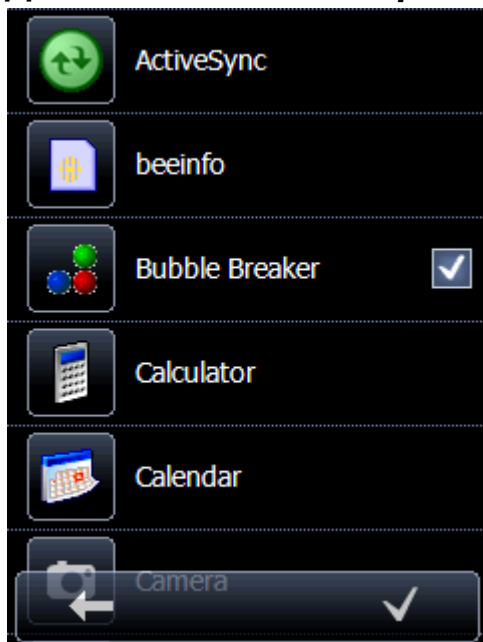 ActiveSync
beeinfo
Bubble Breaker
Calculator
Calendar
Camera